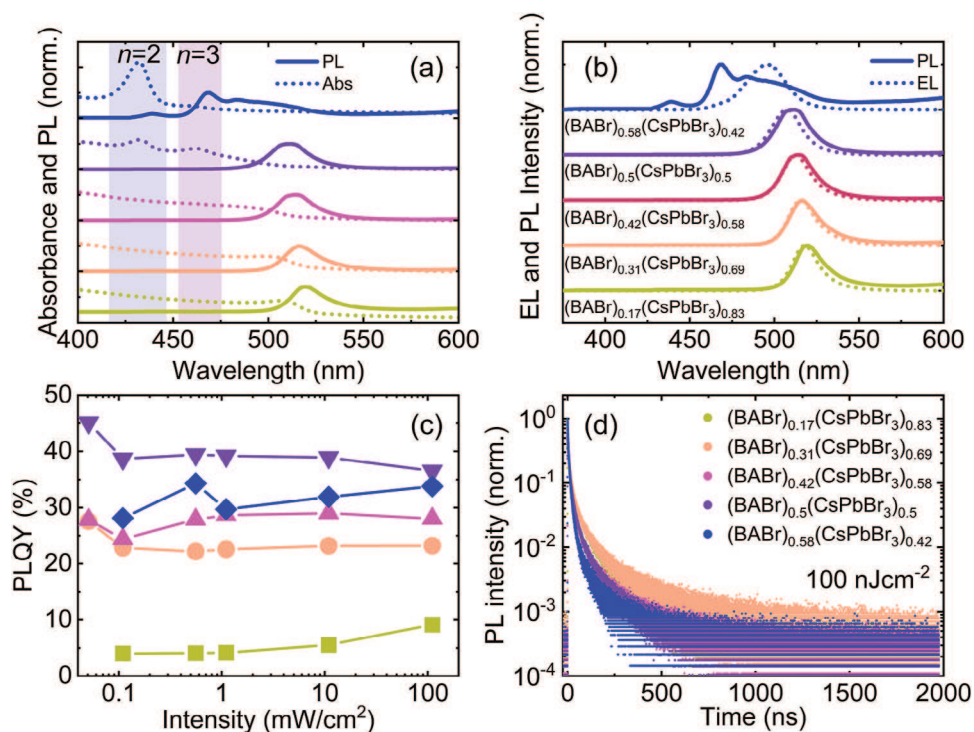 n=2
n=3
(a)
PL
Abs
Absorbance and PL (norm.)
400
450
500
550
600
Wavelength (nm)
(b)
PL
EL
EL and PL Intensity (norm.)
(BABr)0.58(CsPbBr3)0.42
(BABr)0.5(CsPbBr3)0.5
(BABr)0.42(CsPbBr3)0.58
(BABr)0.31(CsPbBr3)0.69
(BABr)0.17(CsPbBr3)0.83
400
450
500
550
600
Wavelength (nm)
(c)
PLQY (%)
50
40
30
20
10
0
0.1
1
10
100
Intensity (mW/cm2)
(d)
PL intensity (norm.)
10^0
10^-1
10^-2
10^-3
10^-4
(BABr)0.17(CsPbBr3)0.83
(BABr)0.31(CsPbBr3)0.69
(BABr)0.42(CsPbBr3)0.58
(BABr)0.5(CsPbBr3)0.5
(BABr)0.58(CsPbBr3)0.42
100 nJcm-2
0
500
1000
1500
2000
Time (ns)